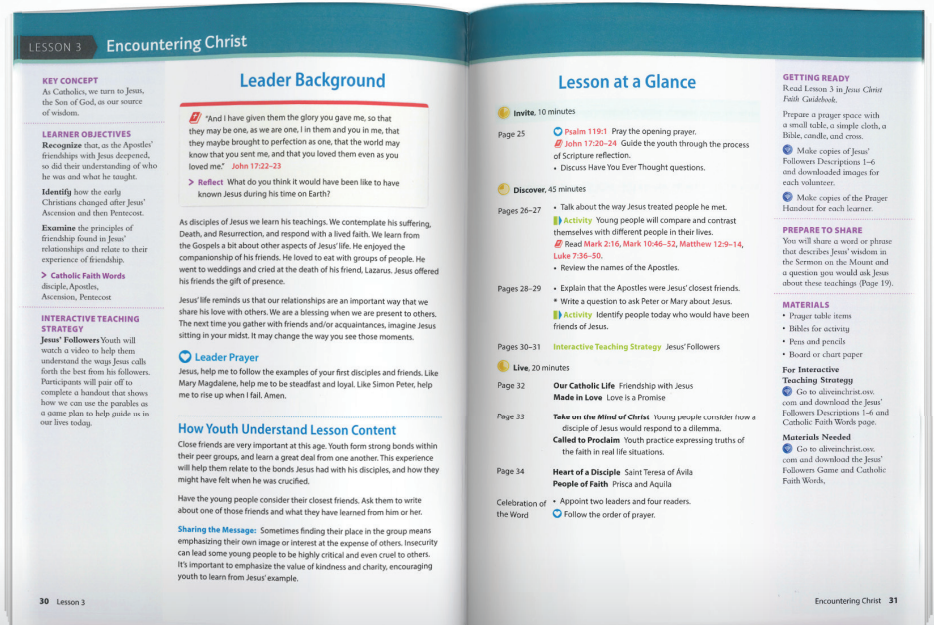 LESSON 3
Encountering Christ
KEY CONCEPT
As Catholics, we turn to Jesus,
the Son of God, as our source
of wisdom.
LEARNER OBJECTIVES
Recognize that, as the Apostles'
friendships with Jesus deepened,
so did their understanding of who
he was and what he taught.
Identify how the early
Christians changed after Jesus'
Ascension and then Pentecost.
Examine the principles of
friendship found in Jesus'
relationships and relate to their
experience of friendship.
> Catholic Faith Words
disciple, Apostles,
Ascension, Pentecost
INTERACTIVE TEACHING
STRATEGY
Jesus' Followers Youth will
watch a video to help them
understand the ways Jesus calls
forth the best from his followers.
Participants will pair off to
complete a handout that shows
how we can use the parables as
a game plan to help guide us in
our lives today.
Leader Background
"And I have given them the glory you gave me, so that
they may be one, as we are one, I in them and you in me, that
they maybe brought to perfection as one, that the world may
know that you sent me, and that you loved them even as you
loved me." John 17:22–23
> Reflect What do you think it would have been like to have
known Jesus during his time on Earth?
As disciples of Jesus we learn his teachings. We contemplate his suffering,
Death, and Resurrection, and respond with a lived faith. We learn from
the Gospels a bit about other aspects of Jesus' life. He enjoyed the
companionship of his friends. He loved to eat with groups of people. He
went to weddings and cried at the death of his friend, Lazarus. Jesus offered
his friends the gift of presence.
Jesus' life reminds us that our relationships are an important way that we
share his love with others. We are a blessing when we are present to others.
The next time you gather with friends and/or acquaintances, imagine Jesus
sitting in your midst. It may change the way you see those moments.
Leader Prayer
Jesus, help me to follow the examples of your first disciples and friends. Like
Mary Magdalene, help me to be steadfast and loyal. Like Simon Peter, help
me to rise up when I fail. Amen.
How Youth Understand Lesson Content
Close friends are very important at this age. Youth form strong bonds within
their peer groups, and learn a great deal from one another. This experience
will help them relate to the bonds Jesus had with his disciples, and how they
might have felt when he was crucified.
Have the young people consider their closest friends. Ask them to write
about one of those friends and what they have learned from him or her.
Sharing the Message: Sometimes finding their place in the group means
emphasizing their own image or interest at the expense of others. Insecurity
can lead some young people to be highly critical and even cruel to others.
It's important to emphasize the value of kindness and charity, encouraging
youth to learn from Jesus' example.
30 Lesson 3
Lesson at a Glance
Invite, 10 minutes
Page 25
Psalm 119:1 Pray the opening prayer.
John 17:20–24 Guide the youth through the process
of Scripture reflection.
• Discuss Have You Ever Thought questions.
Discover, 45 minutes
Pages 26–27
• Talk about the way Jesus treated people he met.
Activity Young people will compare and contrast
themselves with different people in their lives.
Read Mark 2:16, Mark 10:46–52, Matthew 12:9–14,
Luke 7:36–50.
• Review the names of the Apostles.
Pages 28–29
• Explain that the Apostles were Jesus' closest friends.
* Write a question to ask Peter or Mary about Jesus.
Activity Identify people today who would have been
friends of Jesus.
Pages 30–31 Interactive Teaching Strategy Jesus' Followers
Live, 20 minutes
Page 32
Our Catholic Life Friendship with Jesus
Made in Love Love is a Promise
Page 33
Take on the Mind of Christ Young people consider how a
disciple of Jesus would respond to a dilemma.
Called to Proclaim Youth practice expressing truths of
the faith in real life situations.
Page 34
Heart of a Disciple Saint Teresa of Ávila
People of Faith Prisca and Aquila
Celebration of
the Word
• Appoint two leaders and four readers.
Follow the order of prayer.
GETTING READY
Read Lesson 3 in Jesus Christ
Faith Guidebook.
Prepare a prayer space with
a small table, a simple cloth, a
Bible, candle, and cross.
Make copies of Jesus'
Followers Descriptions 1–6
and downloaded images for
each volunteer.
Make copies of the Prayer
Handout for each learner.
PREPARE TO SHARE
You will share a word or phrase
that describes Jesus' wisdom in
the Sermon on the Mount and
a question you would ask Jesus
about these teachings (Page 19).
MATERIALS
• Prayer table items
• Bibles for activity
• Pens and pencils
• Board or chart paper
For Interactive
Teaching Strategy
Go to aliveinchrist.osv.
com and download the Jesus'
Followers Descriptions 1-6 and
Catholic Faith Words page.
Materials Needed
Go to aliveinchrist.osv.
com and download the Jesus'
Followers Game and Catholic
Faith Words,
Encountering Christ 31